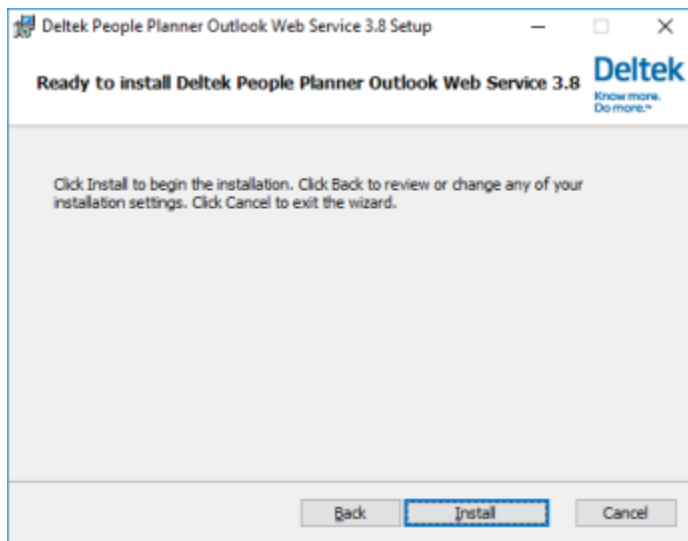 Deltek People Planner Outlook Web Service 3.8 Setup
Ready to install Deltek People Planner Outlook Web Service 3.8
Deltek
Know more.
Do more.™
Click Install to begin the installation. Click Back to review or change any of your
installation settings. Click Cancel to exit the wizard.
Back
Install
Cancel